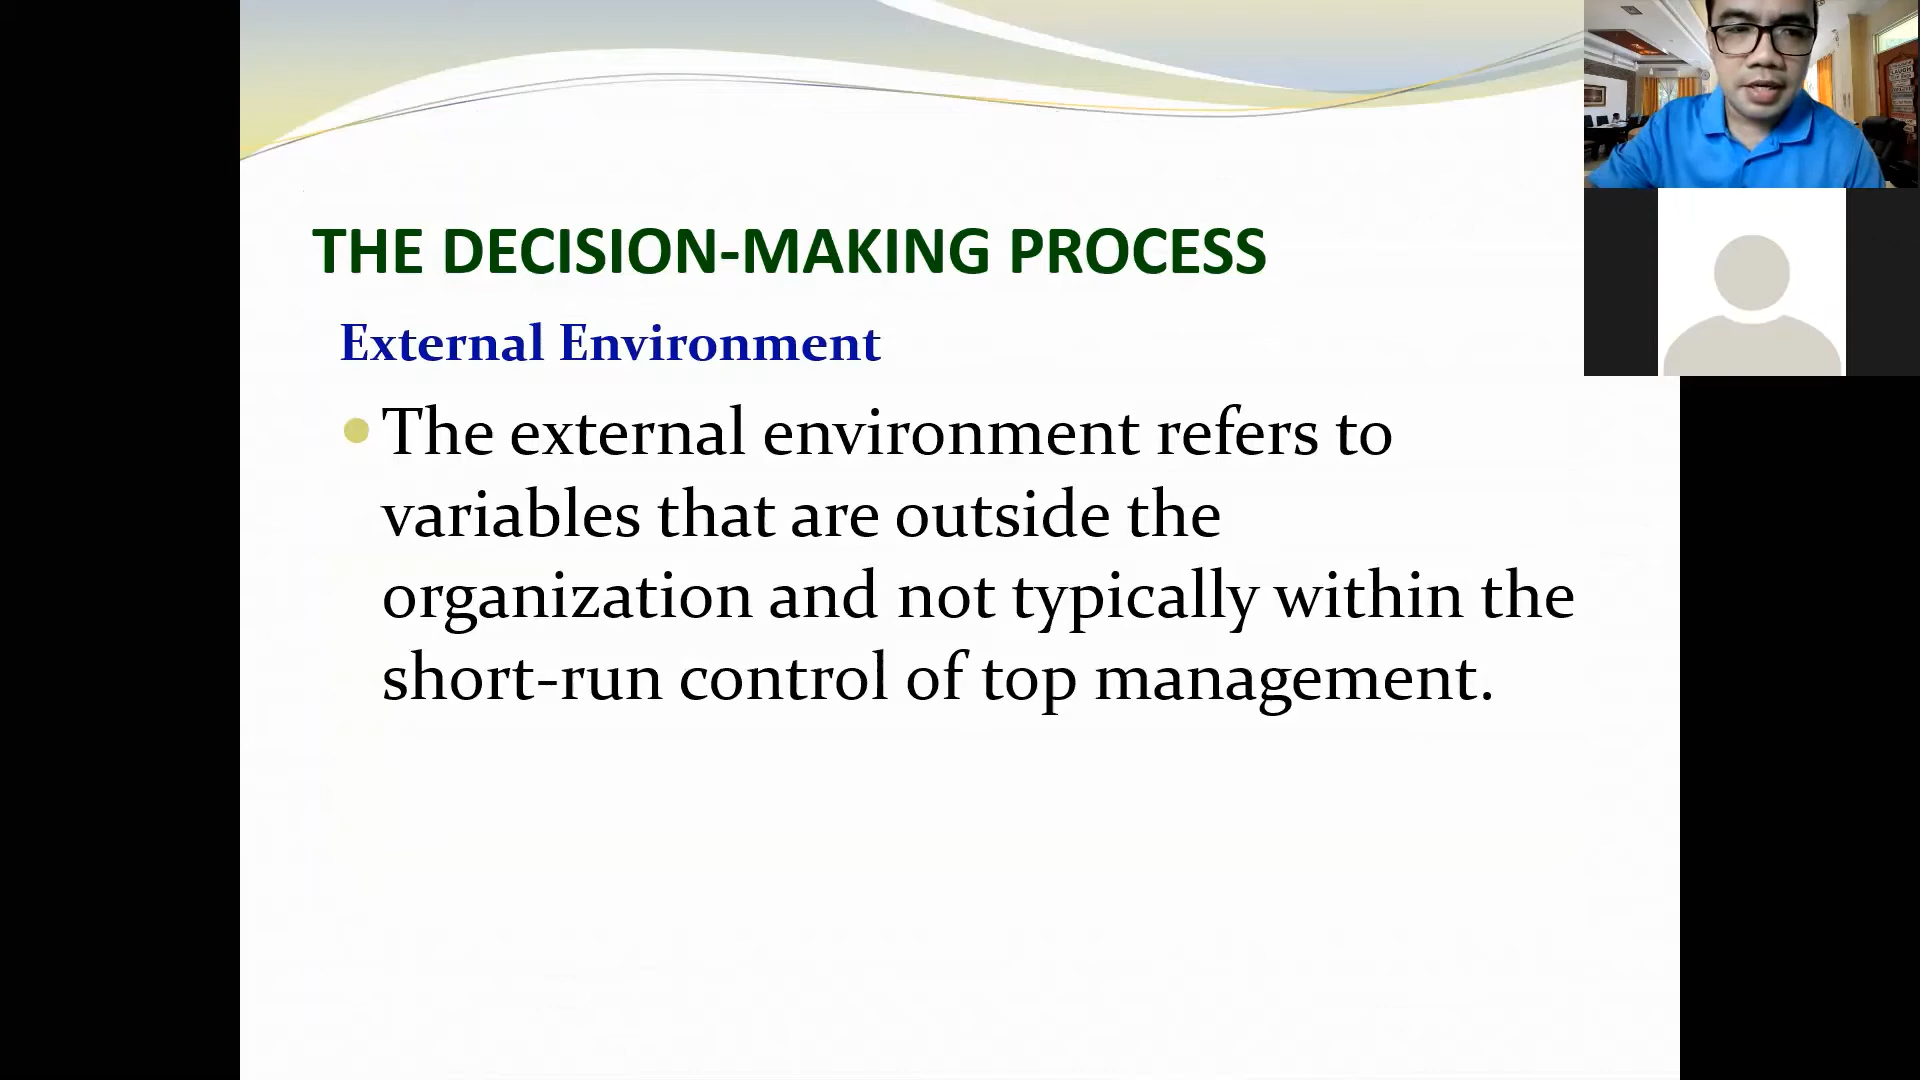 THE DECISION-MAKING PROCESS
External Environment
The external environment refers to
variables that are outside the
organization and not typically within the
short-run control of top management.